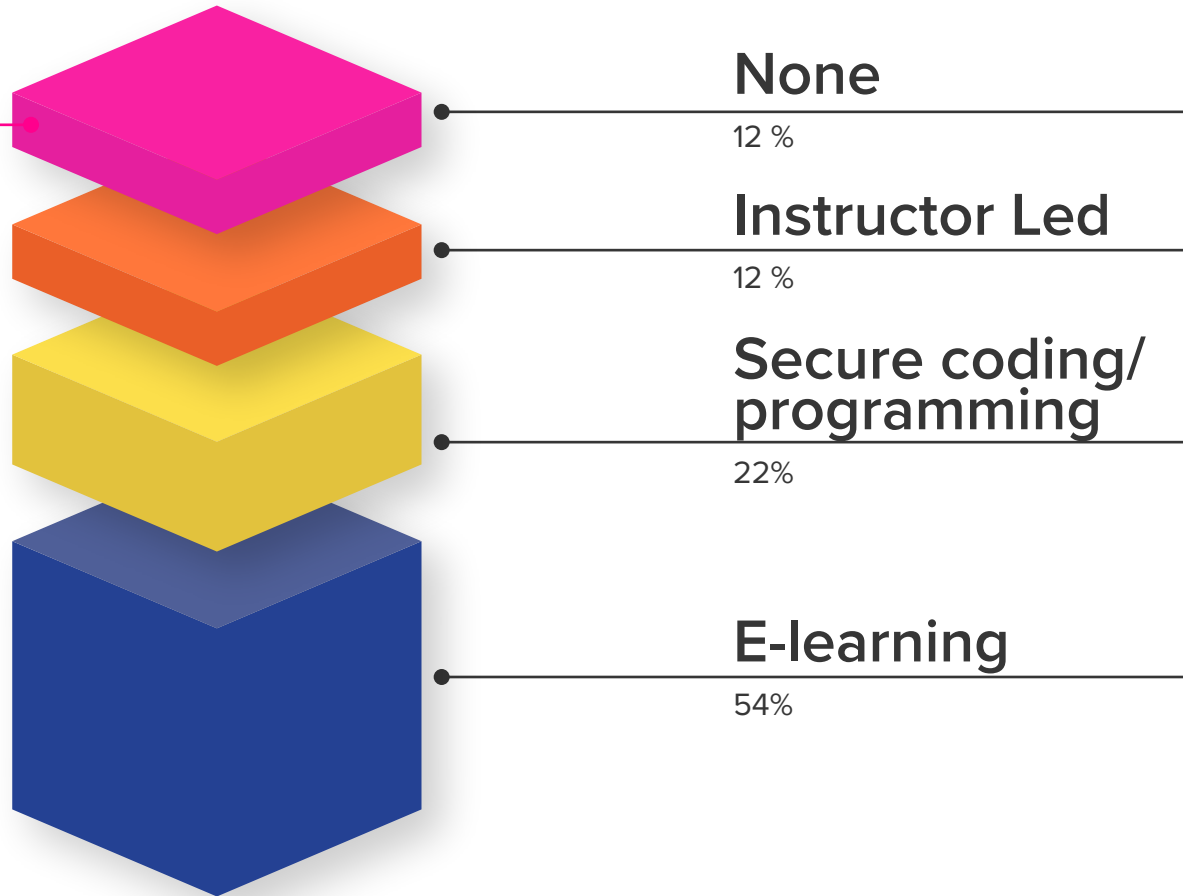 None
12 %
Instructor Led
12 %
Secure coding/
programming
22%
E-learning
54%